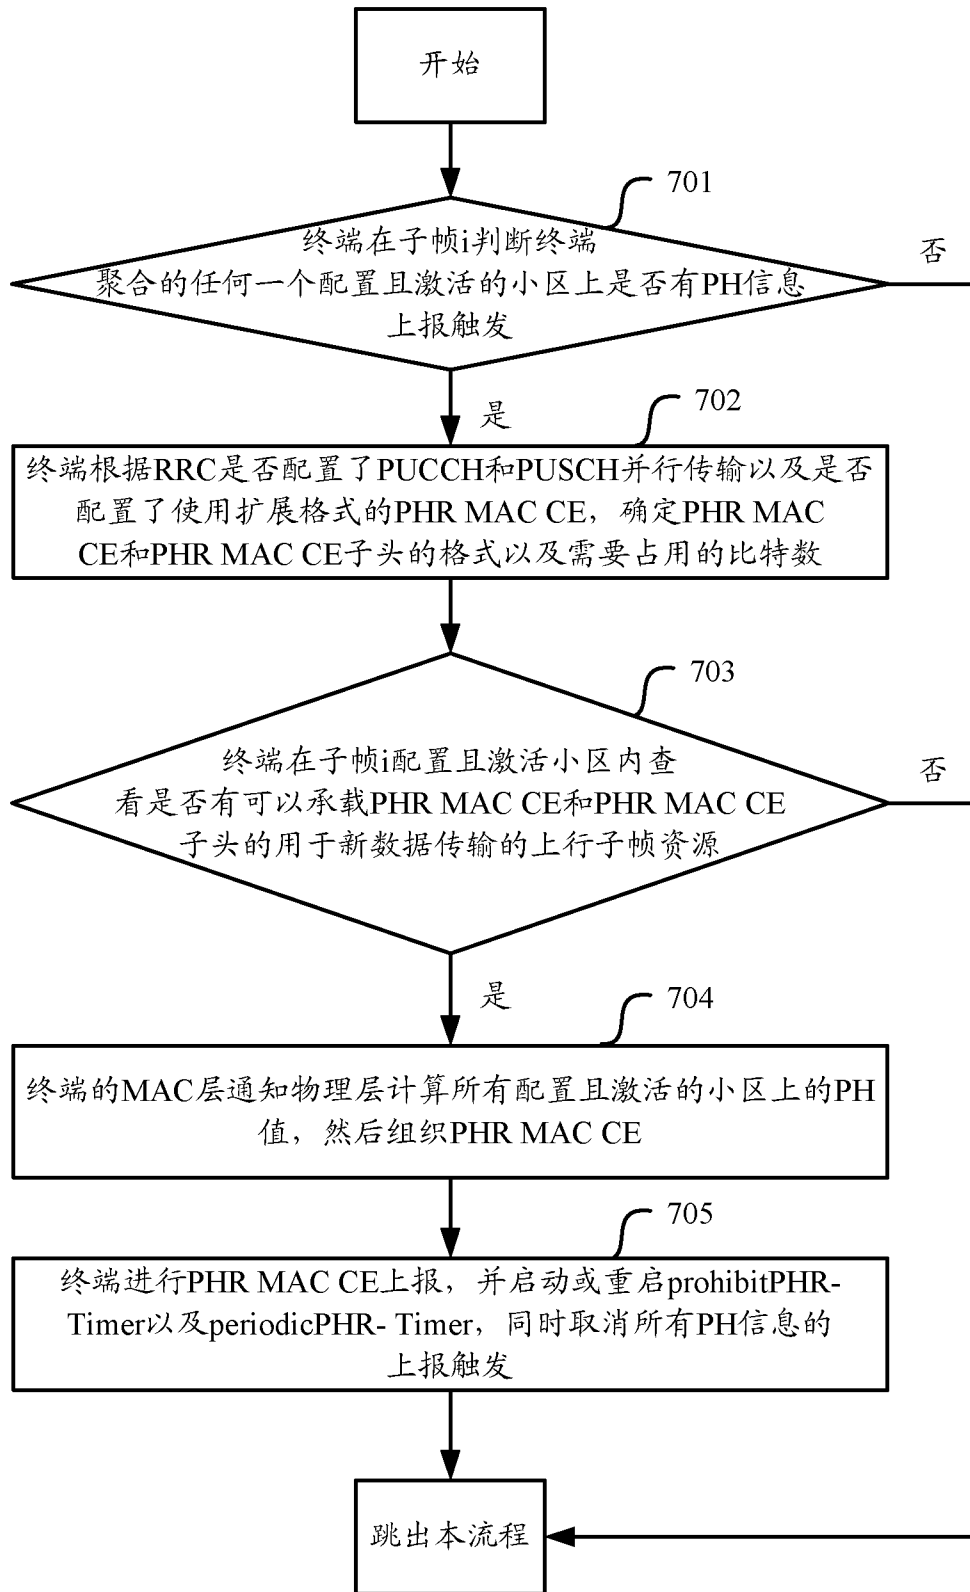 开始
701
终端在子帧i判断终端
聚合的任何一个配置且激活的小区上是否有PH信息
上报触发
否
是
702
终端根据RRC是否配置了PUCCH和PUSCH并行传输以及是否
配置了使用扩展格式的PHR MAC CE，确定PHR MAC
CE和PHR MAC CE子头的格式以及需要占用的比特数
703
终端在子帧i配置且激活小区内查
看是否有可以承载PHR MAC CE和PHR MAC CE
子头的用于新数据传输的上行子帧资源
否
是
704
终端的MAC层通知物理层计算所有配置且激活的小区上的PH
值，然后组织PHR MAC CE
705
终端进行PHR MAC CE上报，并启动或重启prohibitPHR-
Timer以及periodicPHR- Timer，同时取消所有PH信息的
上报触发
跳出本流程